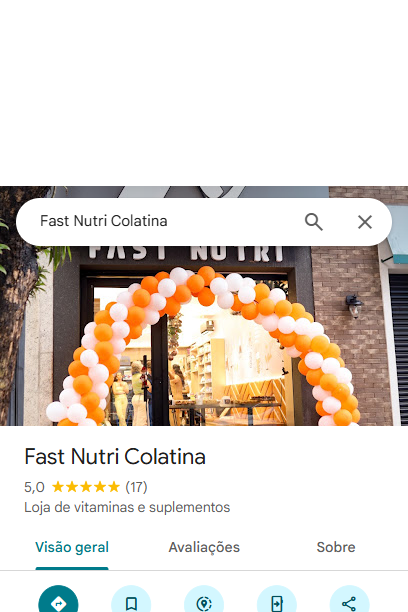 Fast Nutri Colatina
FAST NUTRI
Fast Nutri Colatina
5,0 (17)
Loja de vitaminas e suplementos
Visão geral Avaliações Sobre